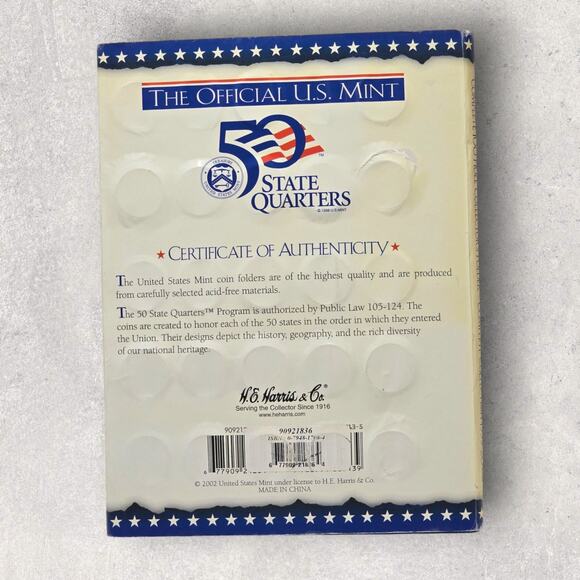 THE OFFICIAL U.S. MINT
50
™
STATE
QUARTERS
© 1998 U.S. MINT
★ CERTIFICATE OF AUTHENTICITY ★
The United States Mint coin folders are of the highest quality and are produced
from carefully selected acid-free materials.
The 50 State Quarters™ Program is authorized by Public Law 105-124. The
coins are created to honor each of the 50 states in the order in which they entered
the Union. Their designs depict the history, geography, and the rich diversity
of our national heritage.
H.E. Harris & Co.®
Serving the Collector Since 1916
www.heharris.com
90921836
© 2002 United States Mint under license to H.E. Harris & Co.
MADE IN CHINA